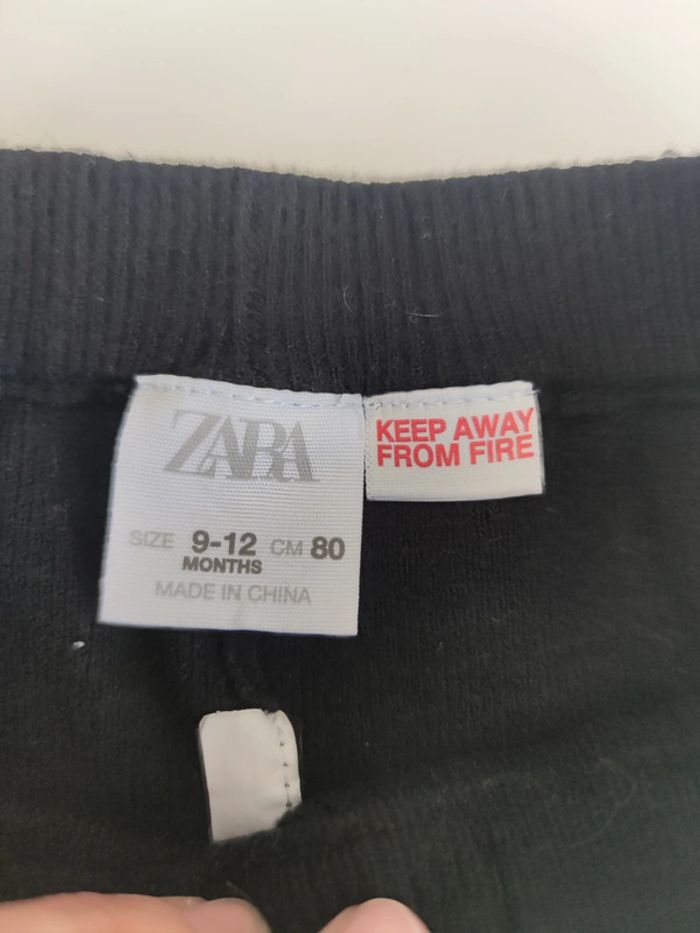 ZARA
SIZE 9-12 MONTHS CM 80
MADE IN CHINA
KEEP AWAY
FROM FIRE